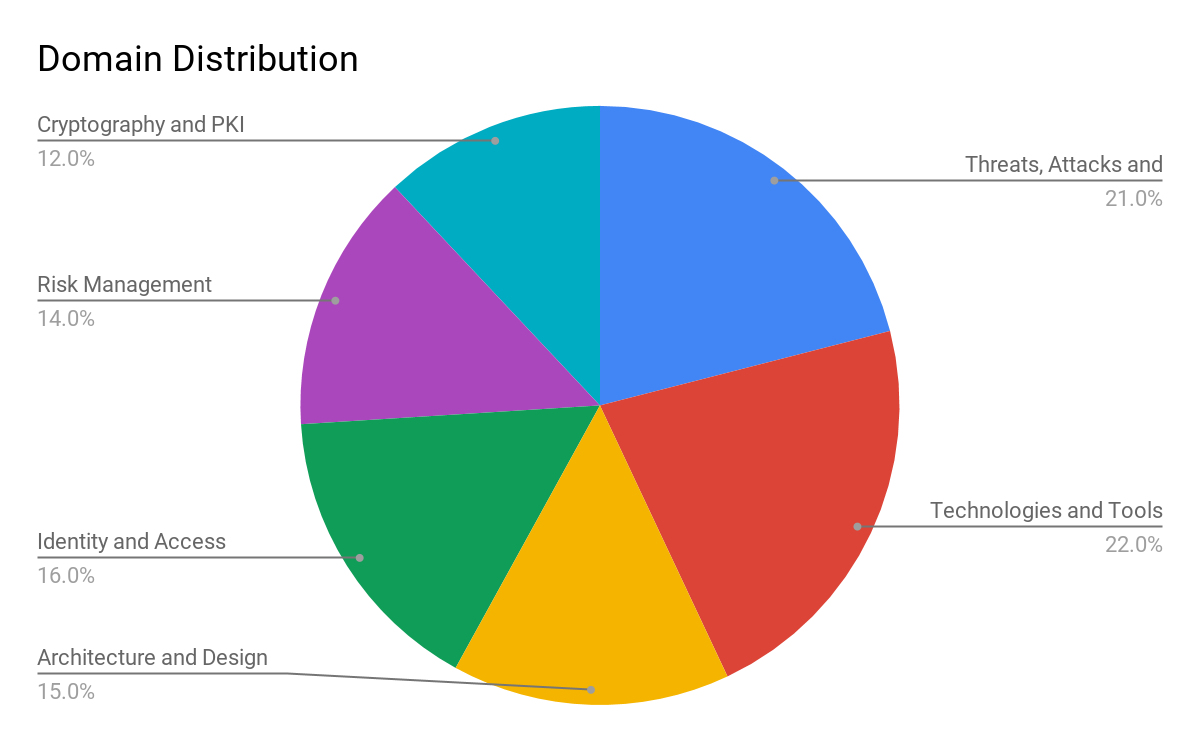 Domain Distribution
Cryptography and PKI
12.0%
Threats, Attacks and
21.0%
Risk Management
14.0%
Technologies and Tools
22.0%
Identity and Access
16.0%
Architecture and Design
15.0%